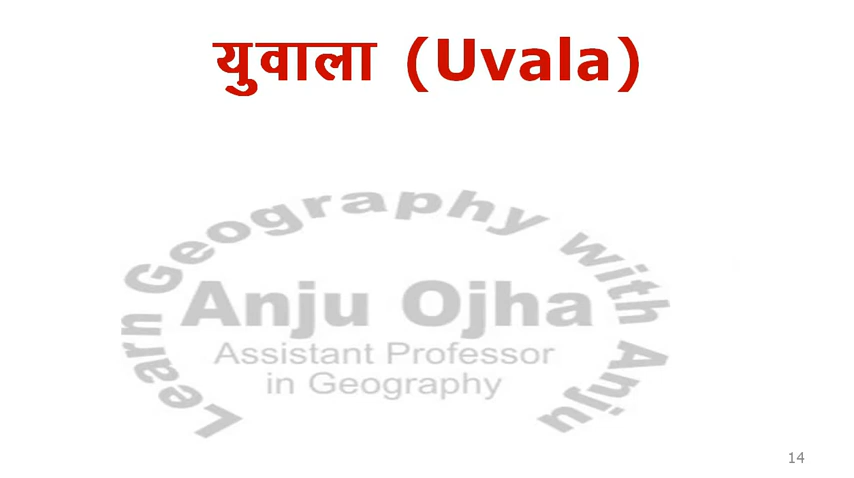 युवाला (Uvala)
Learn Geography with Anju
Anju Ojha
Assistant Professor
in Geography
14